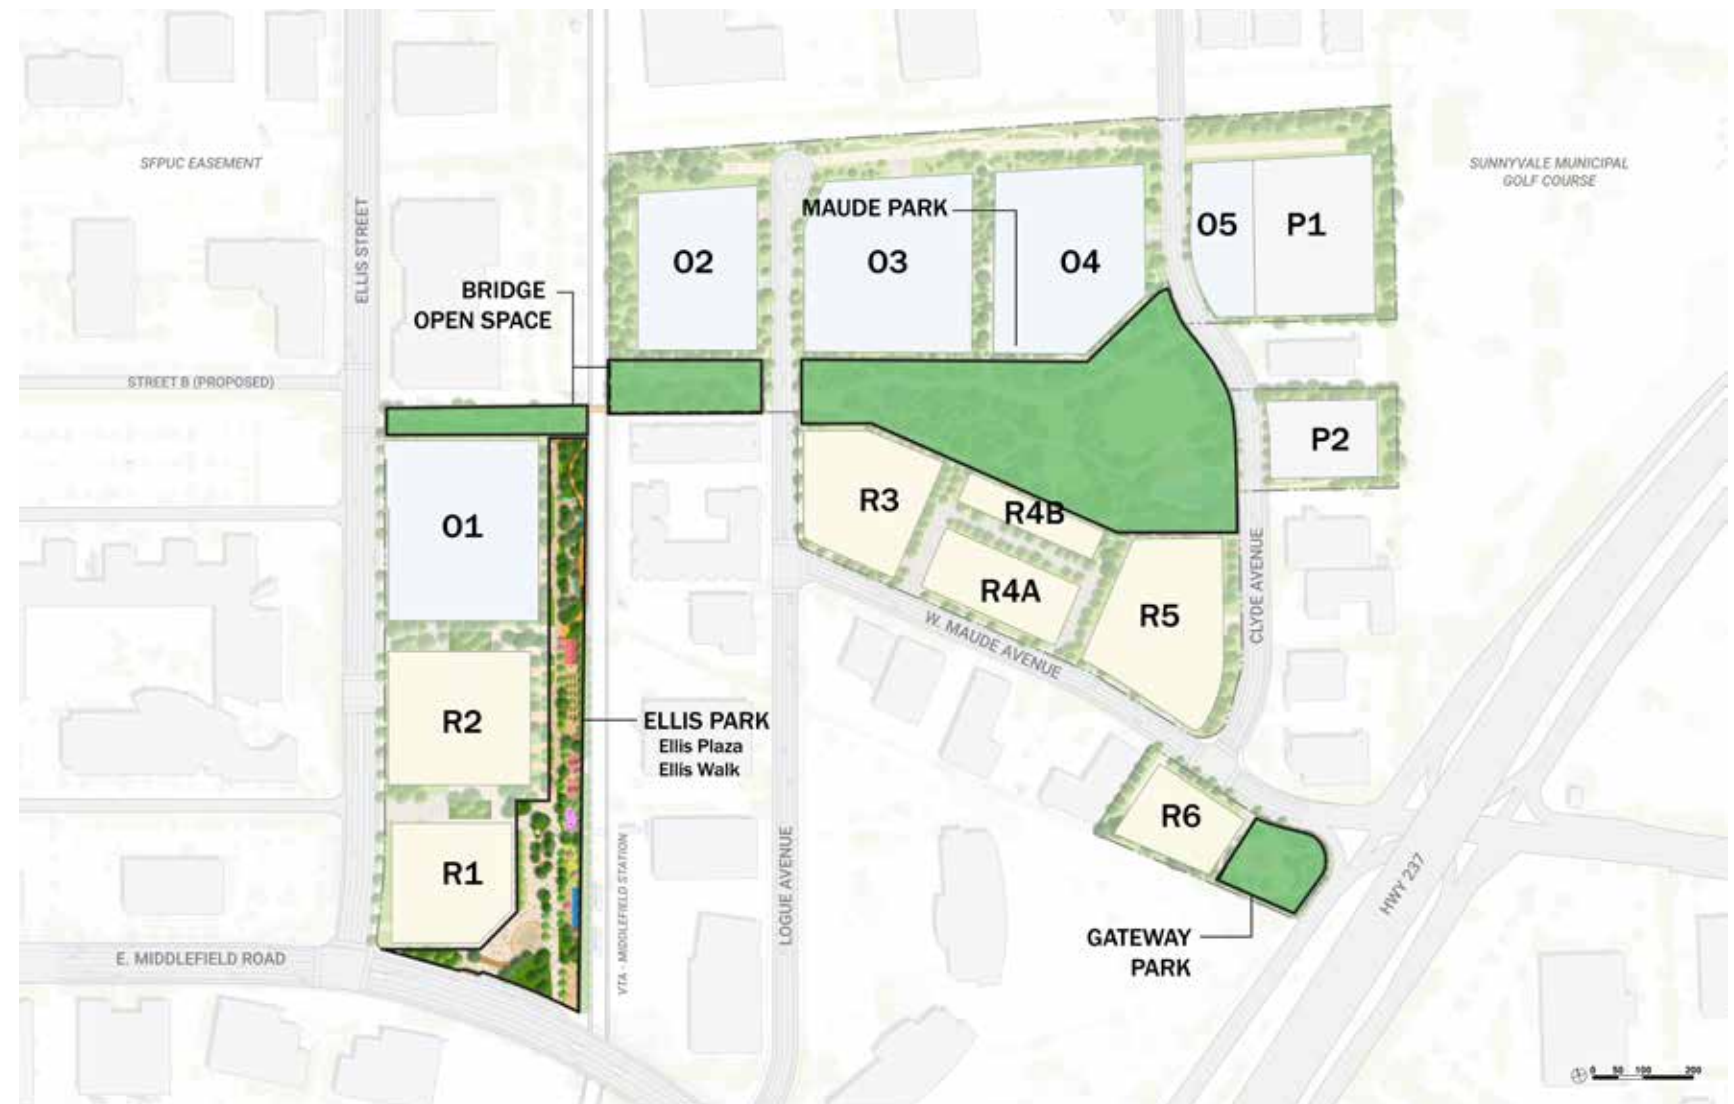 SFPUC EASEMENT
SUNNYVALE MUNICIPAL
GOLF COURSE
ELLIS STREET
MAUDE PARK
O2
O3
O4
O5
P1
BRIDGE
OPEN SPACE
STREET B (PROPOSED)
P2
O1
R3
R4B
R4A
R5
CLYDE AVENUE
W. MAUDE AVENUE
R2
ELLIS PARK
Ellis Plaza
Ellis Walk
R6
R1
VTA - MIDDLEFIELD STATION
LOGUE AVENUE
HWY 237
GATEWAY
PARK
E. MIDDLEFIELD ROAD
0 50 100 200